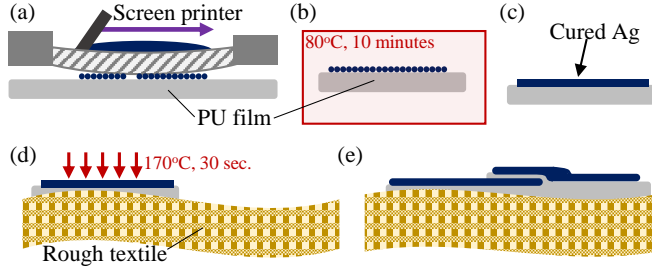 (a)
Screen printer
PU film
(b)
80°C, 10 minutes
(c)
Cured Ag
(d)
170°C, 30 sec.
Rough textile
(e)